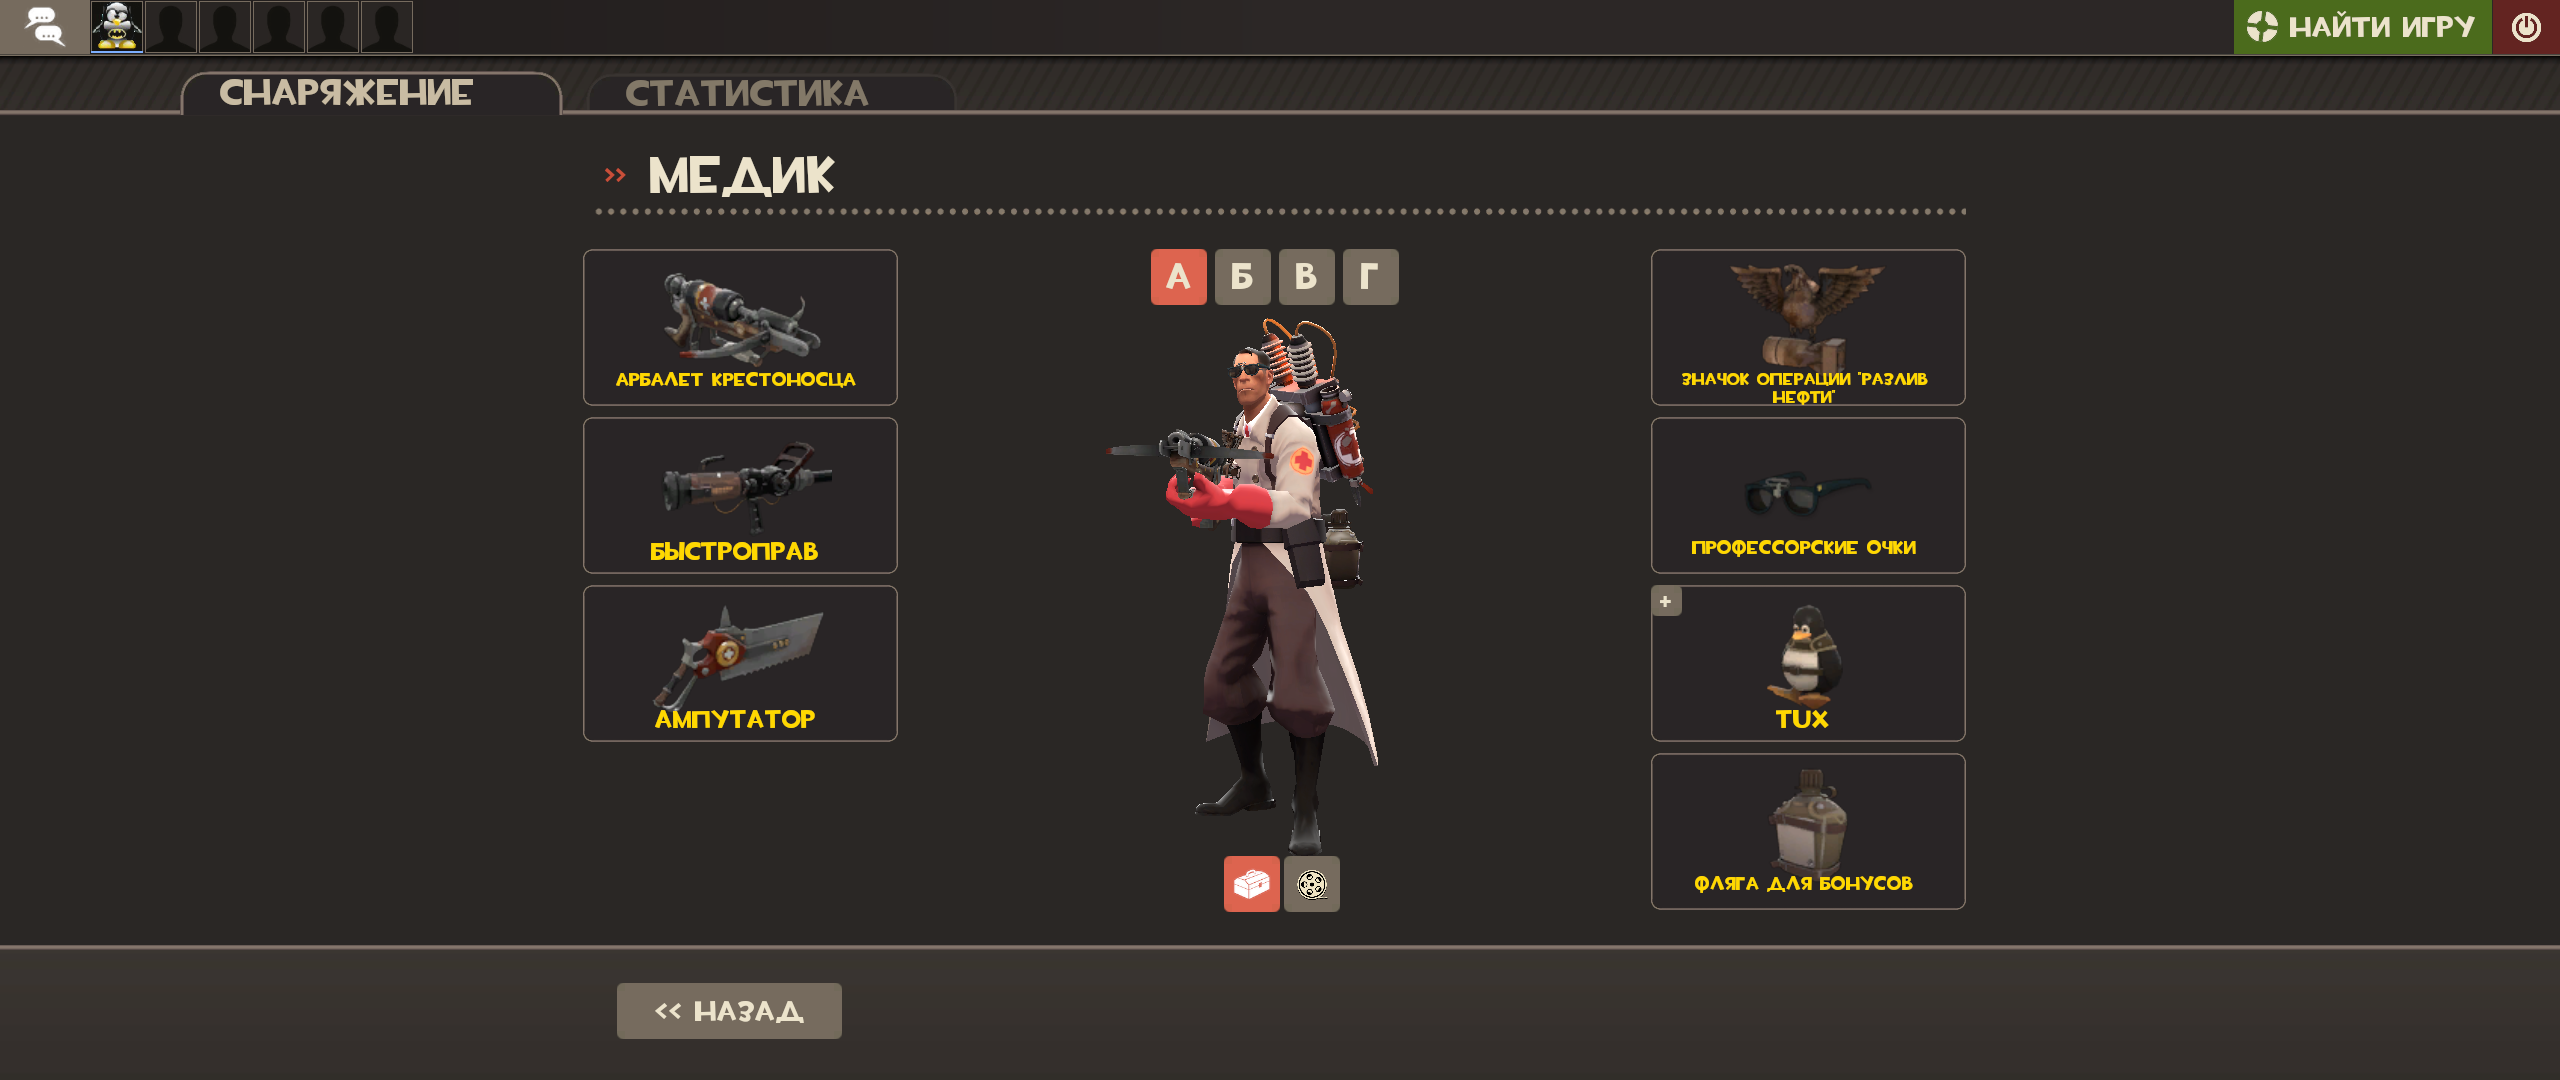 НАЙТИ ИГРУ
СНАРЯЖЕНИЕ
СТАТИСТИКА
>> МЕДИК
А Б В Г
АРБАЛЕТ КРЕСТОНОСЦА
БЫСТРОПРАВ
АМПУТАТОР
ЗНАЧОК ОПЕРАЦИИ "РАЗЛИВ
НЕФТИ"
ПРОФЕССОРСКИЕ ОЧКИ
+
TUX
ФЛЯГА ДЛЯ БОНУСОВ
<< НАЗАД